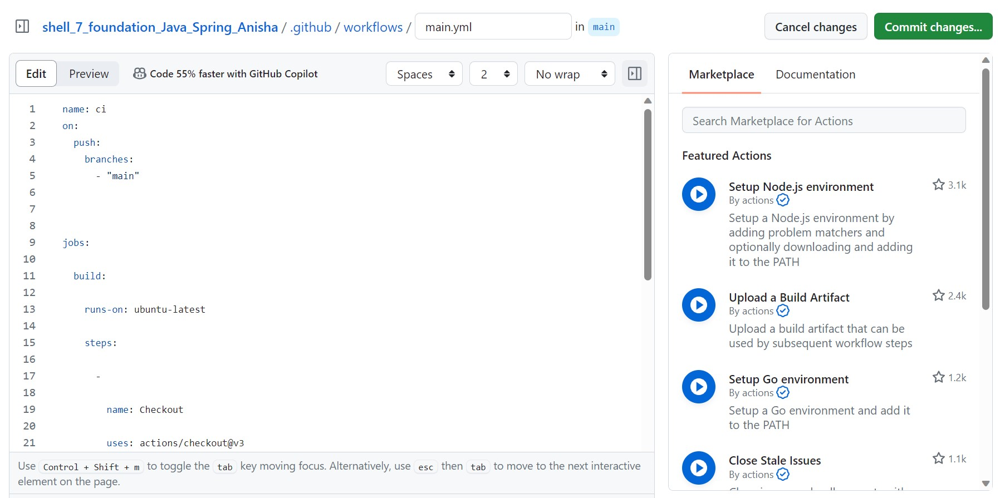 shell_7_foundation_Java_Spring_Anisha / .github / workflows / main.yml in main Cancel changes Commit changes...
Edit Preview Code 55% faster with GitHub Copilot Spaces 2 No wrap
1 name: ci
2 on:
3 push:
4 branches:
5 - "main"
6
7
8
9 jobs:
10
11 build:
12
13 runs-on: ubuntu-latest
14
15 steps:
16
17 -
18
19 name: Checkout
20
21 uses: actions/checkout@v3
Use Control + Shift + m to toggle the tab key moving focus. Alternatively, use esc then tab to move to the next interactive
element on the page.
Marketplace Documentation
Search Marketplace for Actions
Featured Actions
Setup Node.js environment 3.1k
By actions
Setup a Node.js environment by
adding problem matchers and
optionally downloading and adding
it to the PATH
Upload a Build Artifact 2.4k
By actions
Upload a build artifact that can be
used by subsequent workflow steps
Setup Go environment 1.2k
By actions
Setup a Go environment and add it
to the PATH
Close Stale Issues 1.1k
By actions